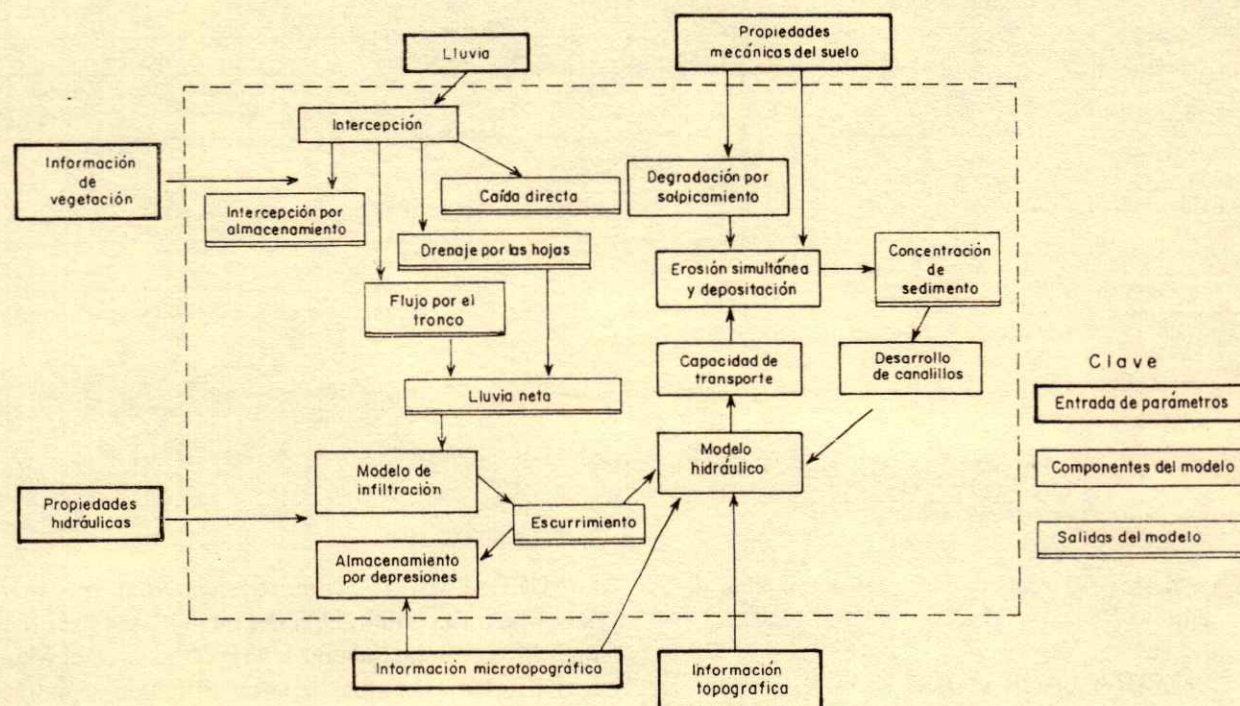 Propiedades
mecánicas del suelo
Lluvia
Intercepción
Información
de
vegetación
Caída directa
Degradación por
salpicamiento
Intercepción por
almacenamiento
Drenaje por las hojas
Erosión simultánea
y depositación
Concentración
de
sedimento
Flujo por el
tronco
Capacidad de
transporte
Desarrollo
de canalillos
Clave
Lluvia neta
Entrada de parámetros
Modelo de
infiltración
Modelo
hidráulico
Componentes del modelo
Propiedades
hidráulicas
Escurrimiento
Salidas del modelo
Almacenamiento
por depresiones
Información microtopográfica
Información
topografica